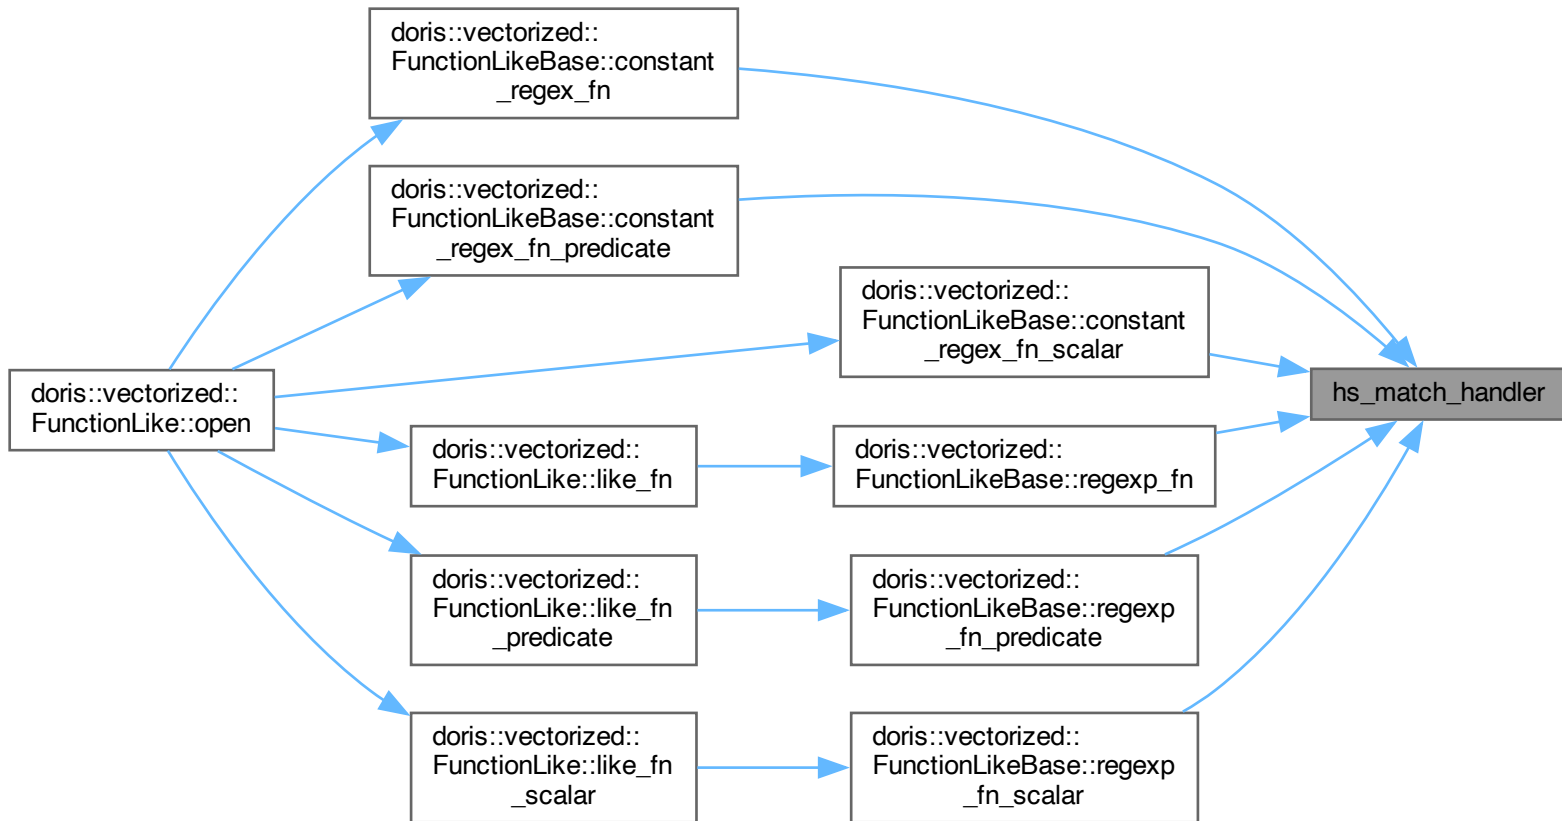 doris::vectorized::
FunctionLikeBase::constant
_regex_fn
doris::vectorized::
FunctionLikeBase::constant
_regex_fn_predicate
doris::vectorized::
FunctionLikeBase::constant
_regex_fn_scalar
doris::vectorized::
FunctionLike::open
hs_match_handler
doris::vectorized::
FunctionLike::like_fn
doris::vectorized::
FunctionLikeBase::regexp_fn
doris::vectorized::
FunctionLike::like_fn
_predicate
doris::vectorized::
FunctionLikeBase::regexp
_fn_predicate
doris::vectorized::
FunctionLike::like_fn
_scalar
doris::vectorized::
FunctionLikeBase::regexp
_fn_scalar